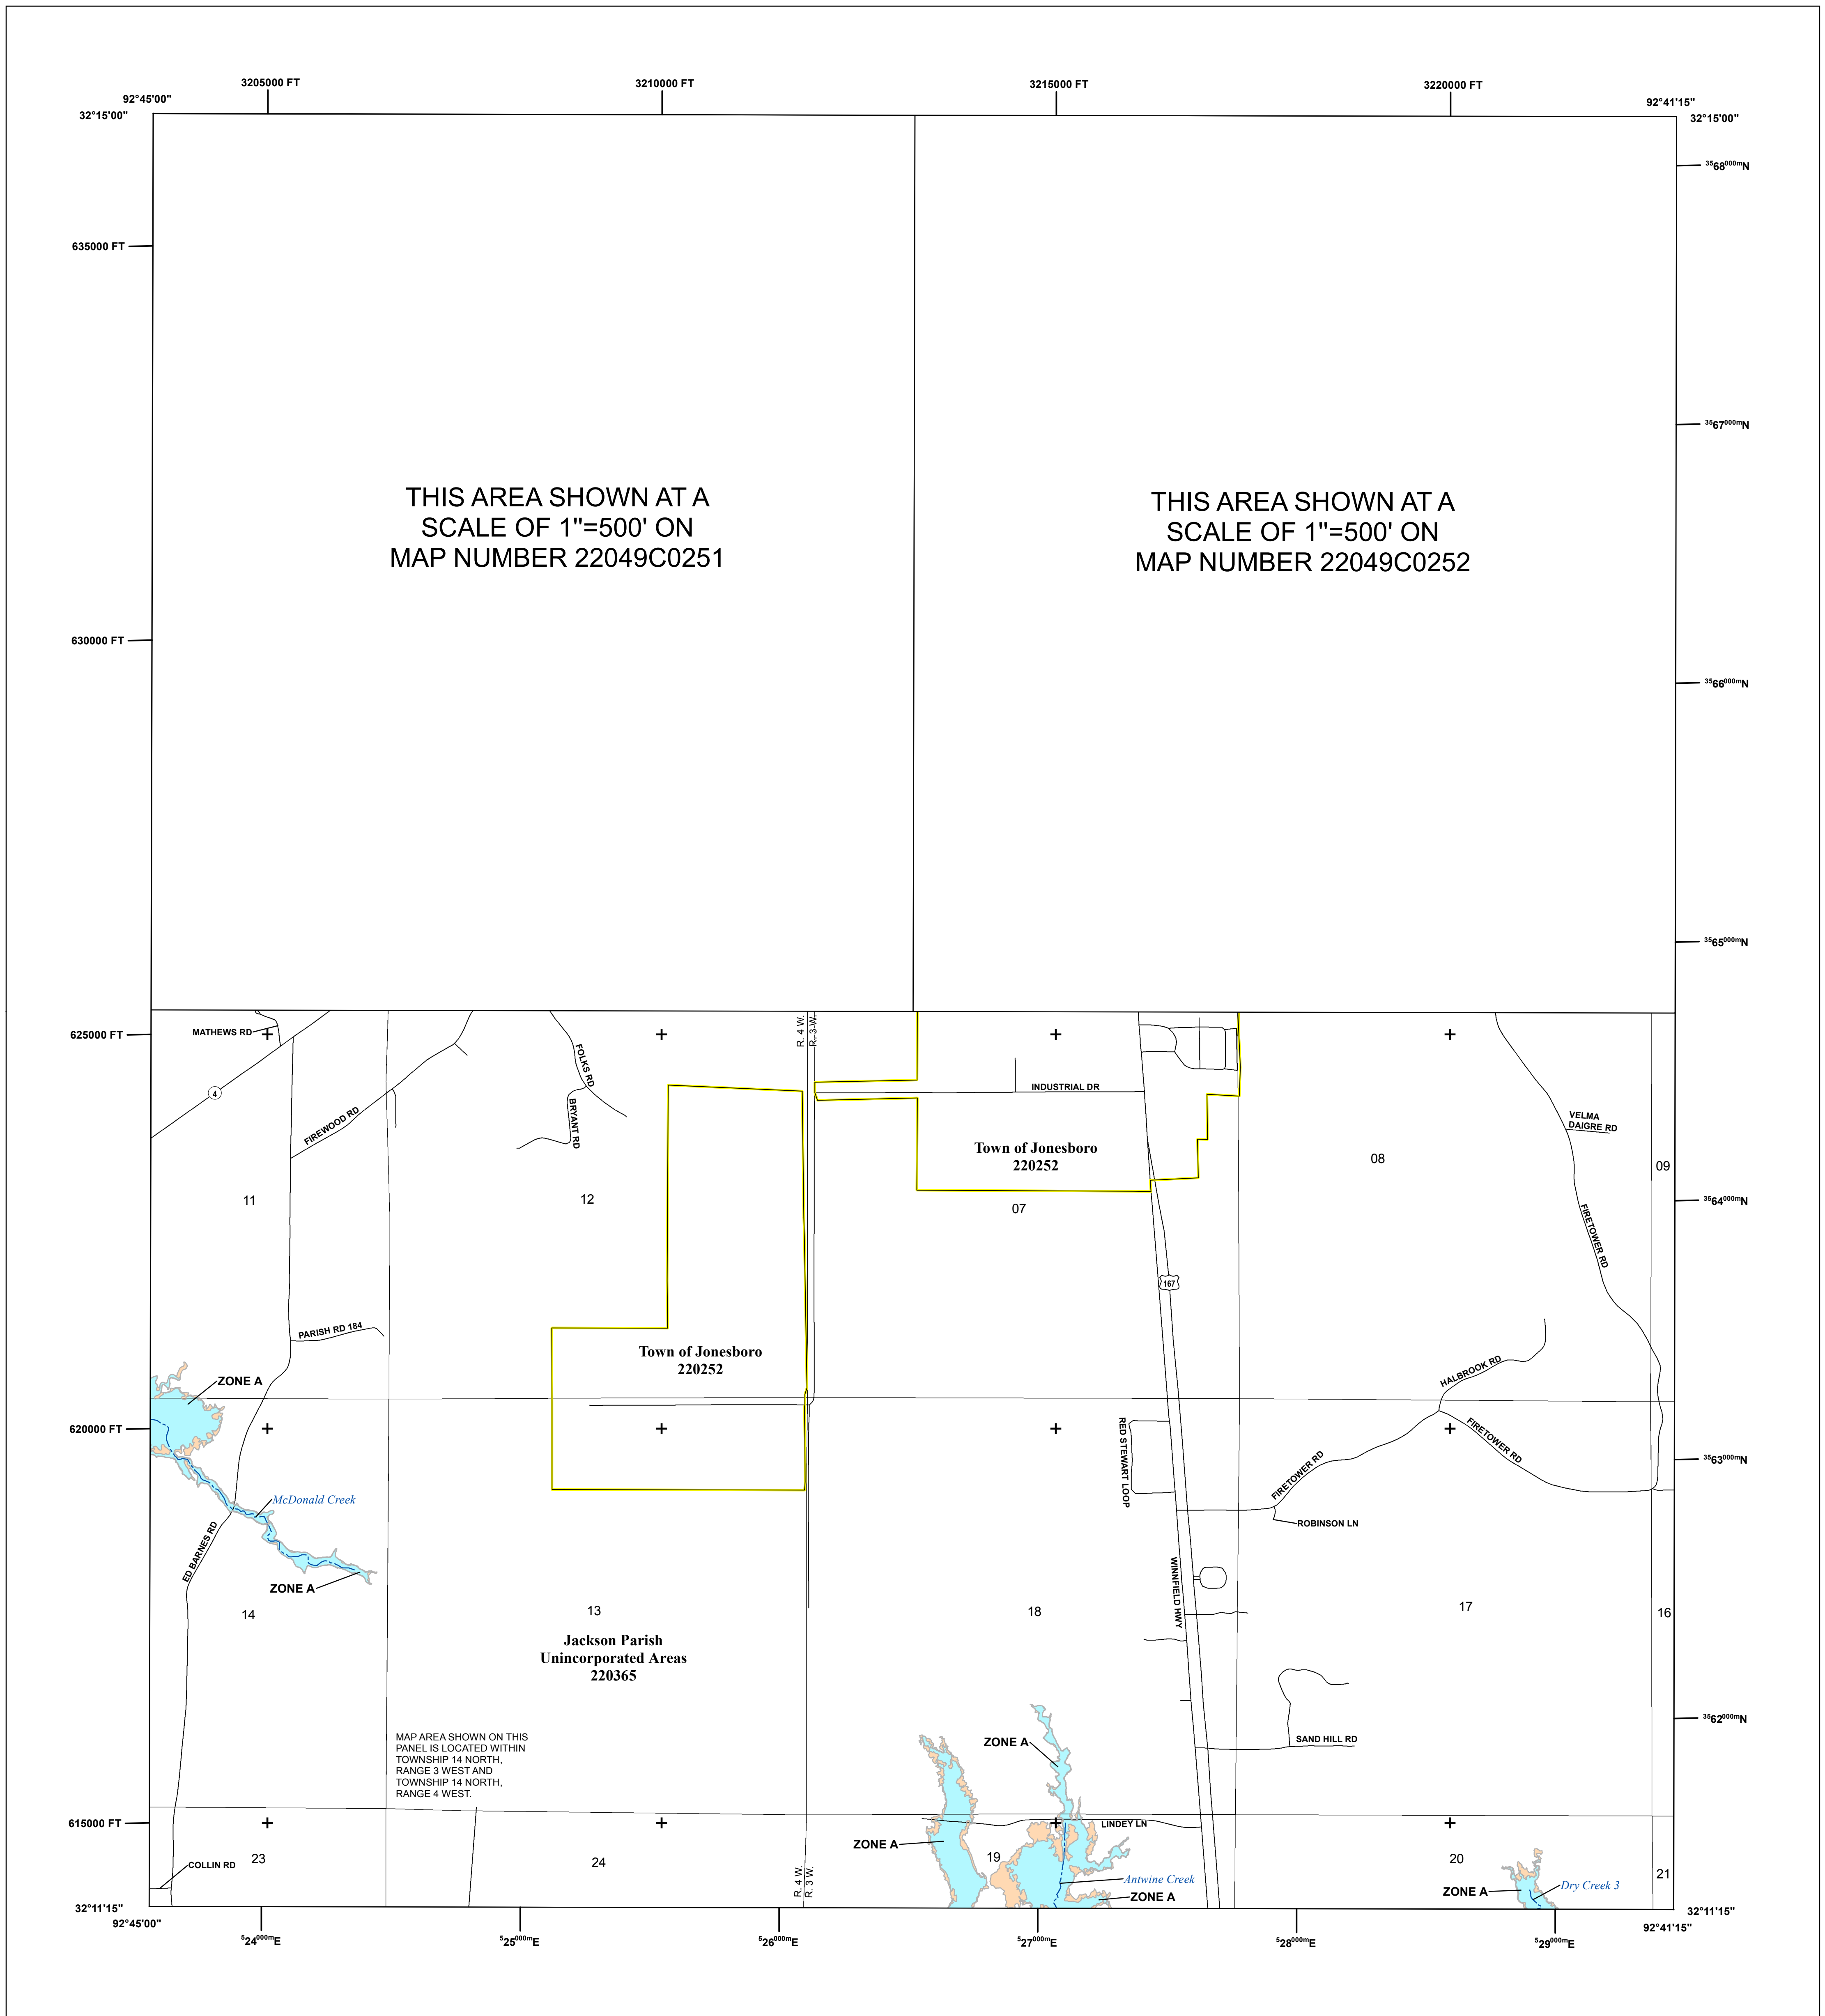 3205000 FT
3210000 FT
3215000 FT
3220000 FT
92°45'00"
92°41'15"
32°15'00"
32°15'00"
3568000mN
635000 FT
3567000mN
THIS AREA SHOWN AT A
SCALE OF 1"=500' ON
MAP NUMBER 22049C0251
THIS AREA SHOWN AT A
SCALE OF 1"=500' ON
MAP NUMBER 22049C0252
630000 FT
3566000mN
3565000mN
625000 FT
MATHEWS RD
R. 4 W.
R. 3 W.
FOLKS RD
4
INDUSTRIAL DR
FIREWOOD RD
BRYANT RD
VELMA
DAIGRE RD
Town of Jonesboro
220252
08
09
11
12
07
3564000mN
FIRETOWER RD
167
PARISH RD 184
Town of Jonesboro
220252
ZONE A
HALBROOK RD
620000 FT
RED STEWART LOOP
FIRETOWER RD
FIRETOWER RD
3563000mN
McDonald Creek
ROBINSON LN
ED BARNES RD
ZONE A
WINNFIELD HWY
14
13
18
17
16
Jackson Parish
Unincorporated Areas
220365
3562000mN
MAP AREA SHOWN ON THIS
PANEL IS LOCATED WITHIN
TOWNSHIP 14 NORTH,
RANGE 3 WEST AND
TOWNSHIP 14 NORTH,
RANGE 4 WEST.
ZONE A
SAND HILL RD
615000 FT
LINDEY LN
ZONE A
23
24
19
20
21
COLLIN RD
R. 4 W.
R. 3 W.
Antwine Creek
ZONE A
ZONE A
Dry Creek 3
32°11'15"
32°11'15"
92°45'00"
92°41'15"
524000mE
525000mE
526000mE
527000mE
528000mE
529000mE